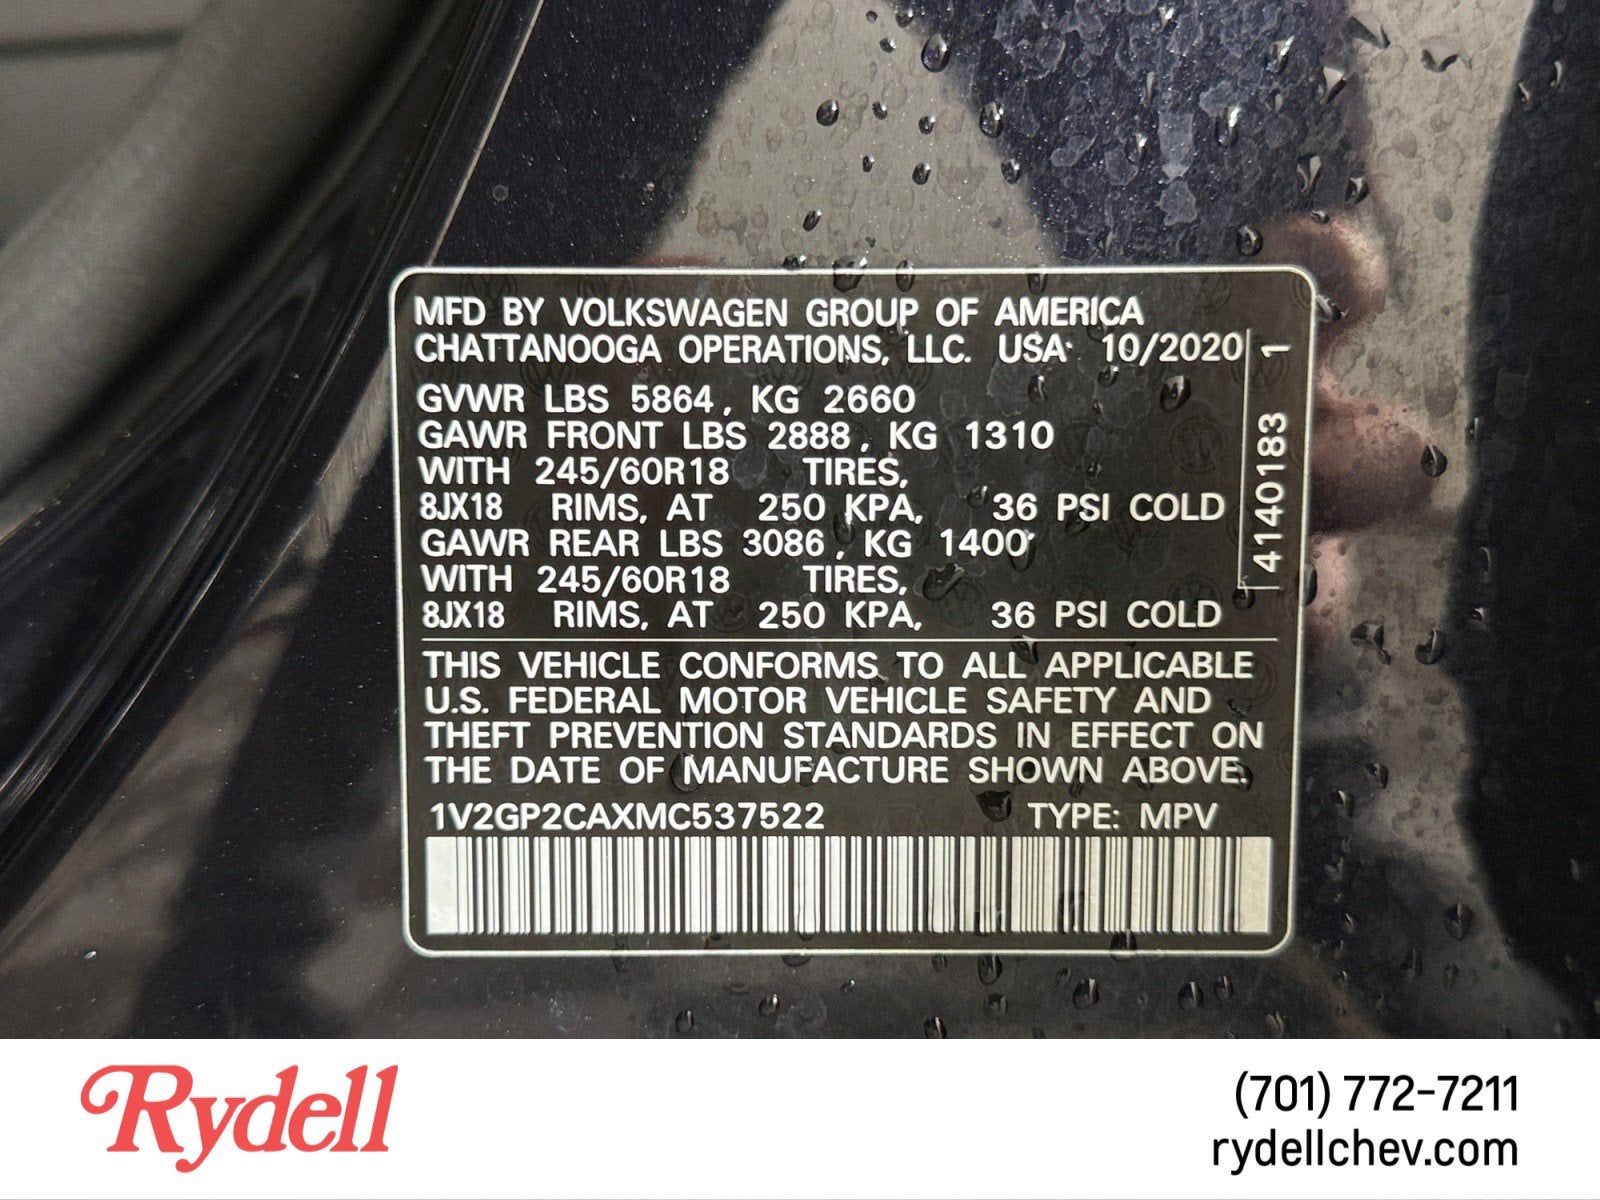 MFD BY VOLKSWAGEN GROUP OF AMERICA
CHATTANOOGA OPERATIONS, LLC. USA 10/2020
GVWR LBS 5864, KG 2660
GAWR FRONT LBS 2888, KG 1310
WITH 245/60R18 TIRES,
8JX18 RIMS, AT 250 KPA, 36 PSI COLD
GAWR REAR LBS 3086, KG 1400
WITH 245/60R18 TIRES,
8JX18 RIMS, AT 250 KPA, 36 PSI COLD
4140183 1
THIS VEHICLE CONFORMS TO ALL APPLICABLE
U.S. FEDERAL MOTOR VEHICLE SAFETY AND
THEFT PREVENTION STANDARDS IN EFFECT ON
THE DATE OF MANUFACTURE SHOWN ABOVE.
1V2GP2CAXMC537522 TYPE: MPV
Rydell
(701) 772-7211
rydellchev.com